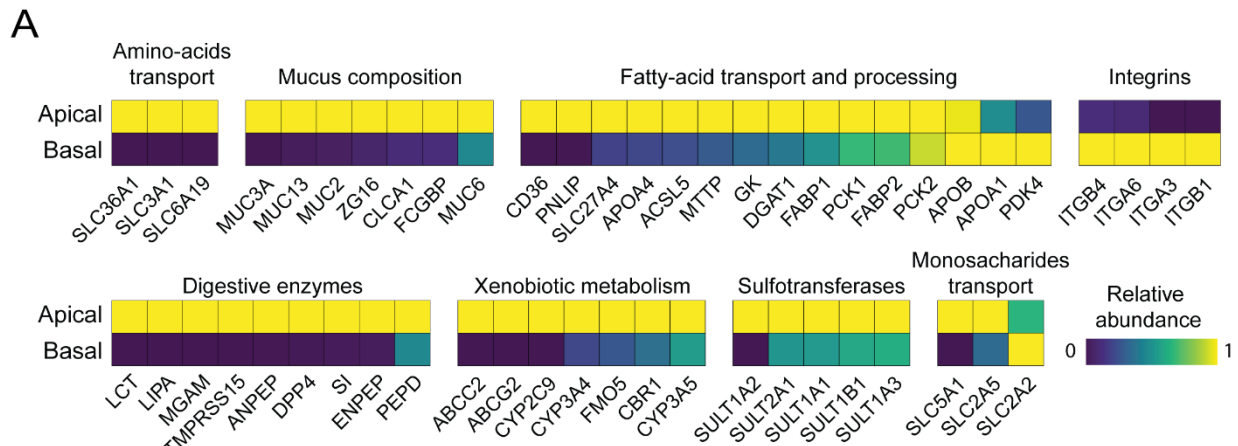 A
Amino-acids
transport
Mucus composition
Fatty-acid transport and processing
Integrins
Apical
Basal
SLC36A1
SLC3A1
SLC6A19
MUC3A
MUC13
MUC2
ZG16
CLCA1
FCGBP
MUC6
CD36
PNLIP
SLC27A4
APOA4
ACSL5
MTTP
GK
DGAT1
FABP1
PCK1
FABP2
PCK2
APOB
APOA1
PDK4
ITGB4
ITGA6
ITGA3
ITGB1
Digestive enzymes
Xenobiotic metabolism
Sulfotransferases
Monosacharides
transport
Relative
abundance
0
1
Apical
Basal
LCT
LIPA
MGAM
TMPRSS15
ANPEP
DPP4
SI
ENPEP
PEPD
ABCC2
ABCG2
CYP2C9
CYP3A4
FMO5
CBR1
CYP3A5
SULT1A2
SULT2A1
SULT1A1
SULT1B1
SULT1A3
SLC5A1
SLC2A5
SLC2A2